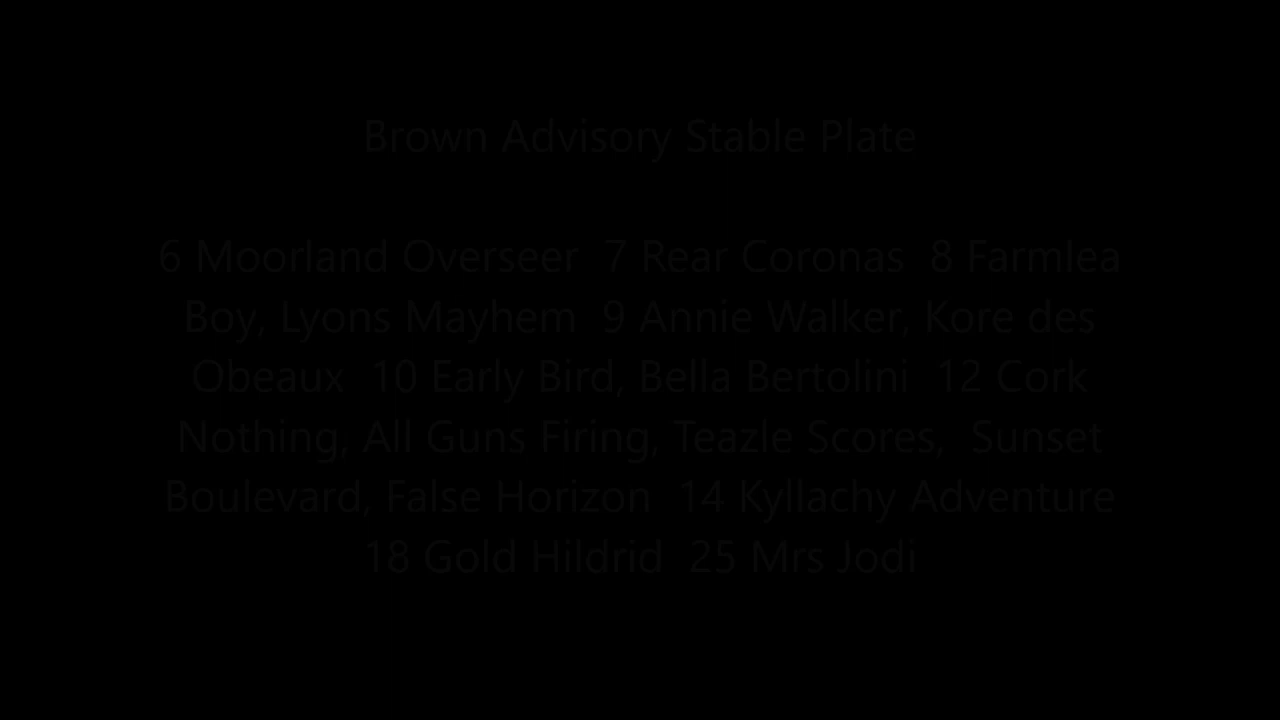 Brown Advisory Stable Plate
6 Moorland Overseer  7 Rear Coronas  8 Farmlea
Boy, Lyons Mayhem  9 Annie Walker, Kore des
Obeaux  10 Early Bird, Bella Bertolini  12 Cork
Nothing, All Guns Firing, Teazle Scores,  Sunset
Boulevard, False Horizon  14 Kyllachy Adventure
18 Gold Hildrid  25 Mrs Jodi